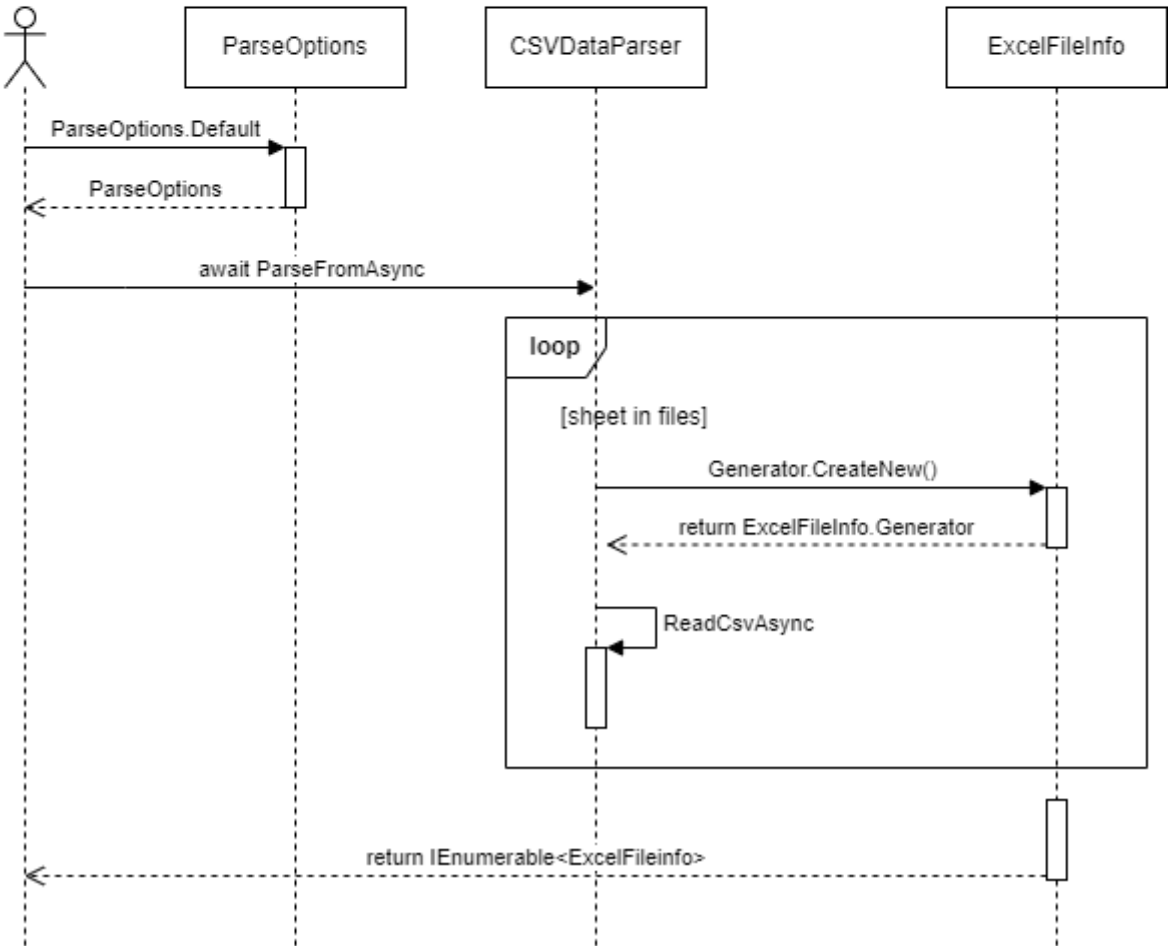 ParseOptions
CSVDataParser
ExcelFileInfo
ParseOptions.Default
ParseOptions
await ParseFromAsync
loop
[sheet in files]
Generator.CreateNew()
return ExcelFileInfo.Generator
ReadCsvAsync
return IEnumerable<ExcelFileinfo>